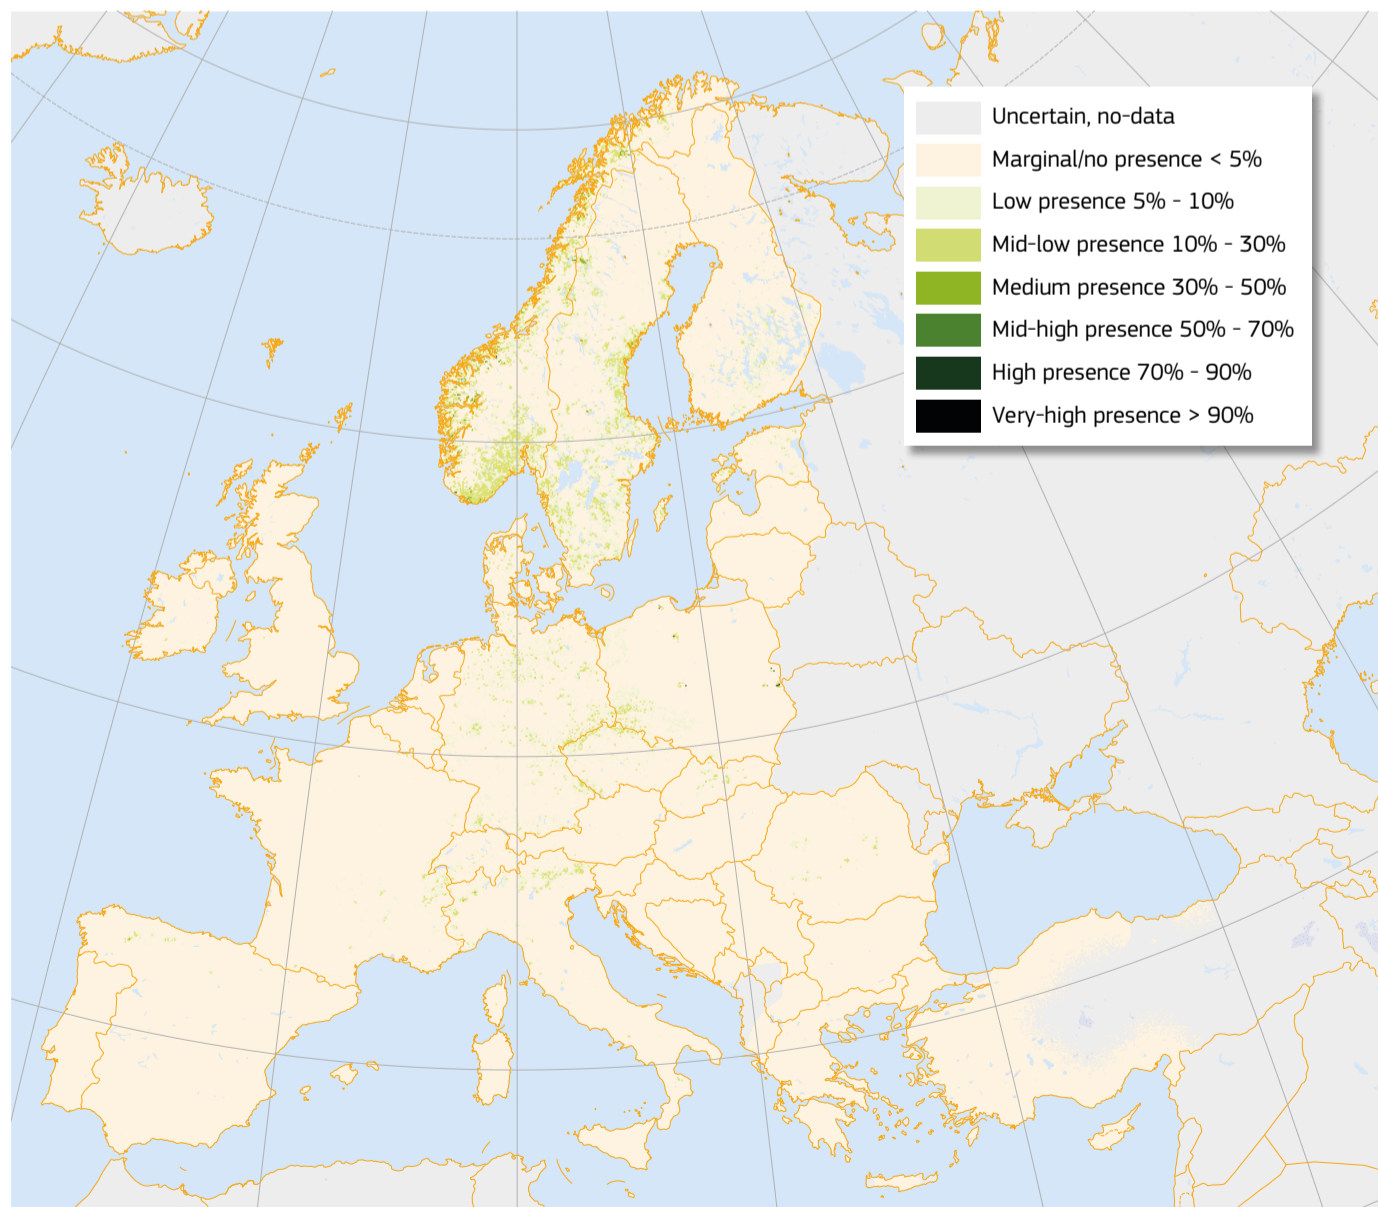 Uncertain, no-data
Marginal/no presence < 5%
Low presence 5% - 10%
Mid-low presence 10% - 30%
Medium presence 30% - 50%
Mid-high presence 50% - 70%
High presence 70% - 90%
Very-high presence > 90%